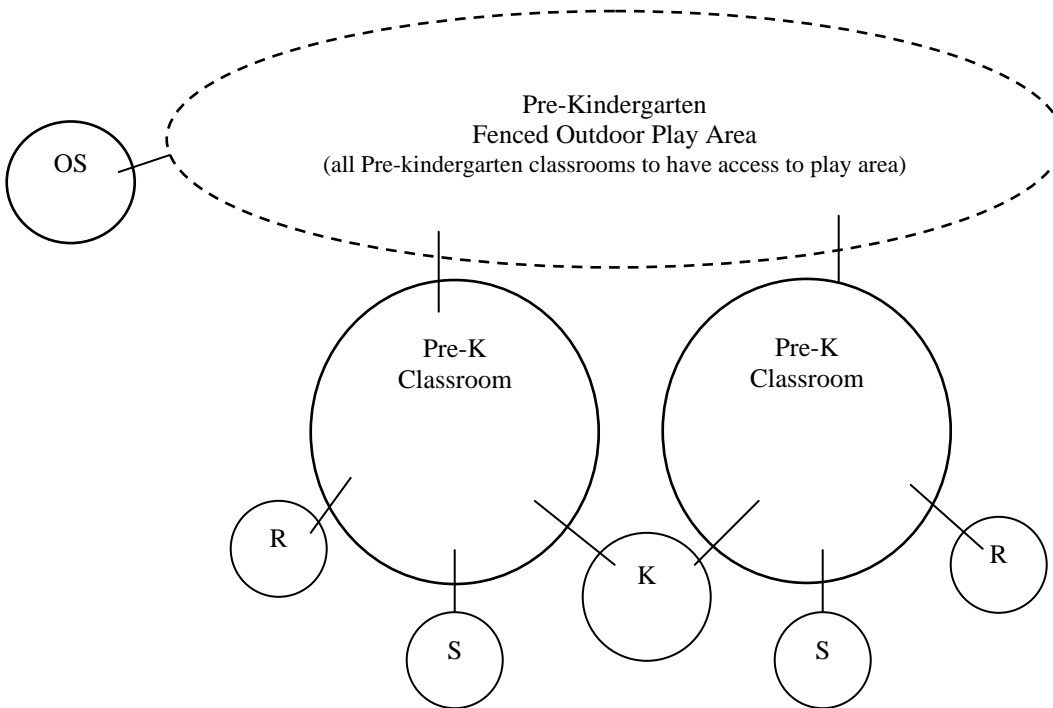 Pre-Kindergarten
Fenced Outdoor Play Area
(all Pre-kindergarten classrooms to have access to play area)
OS
Pre-K
Classroom
Pre-K
Classroom
R
K
R
S
S